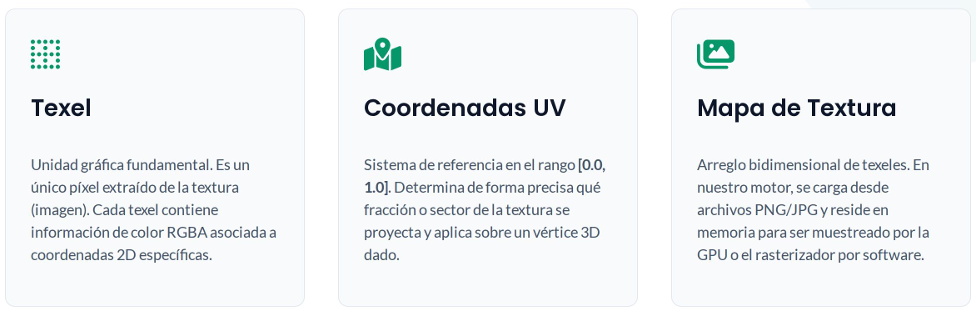 Texel
Unidad gráfica fundamental. Es un
único píxel extraído de la textura
(imagen). Cada texel contiene
información de color RGBA asociada a
coordenadas 2D específicas.
Coordenadas UV
Sistema de referencia en el rango [0.0,
1.0]. Determina de forma precisa qué
fracción o sector de la textura se
proyecta y aplica sobre un vértice 3D
dado.
Mapa de Textura
Arreglo bidimensional de texeles. En
nuestro motor, se carga desde
archivos PNG/JPG y reside en
memoria para ser muestreado por la
GPU o el rasterizador por software.